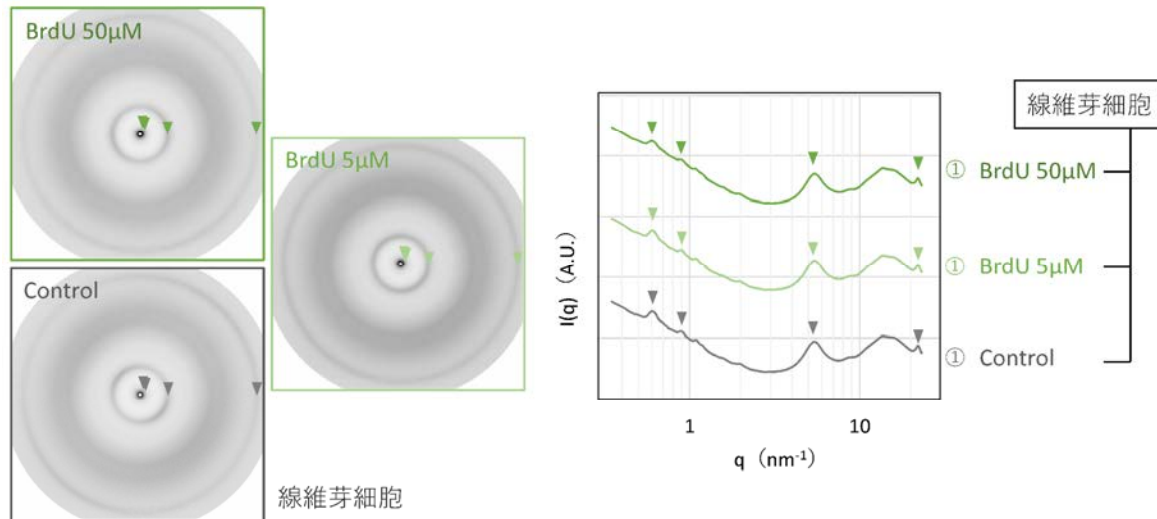 BrdU 50μM
BrdU 5μM
Control
線維芽細胞
I(q) (A.U.)
1
10
q (nm⁻¹)
線維芽細胞
① BrdU 50μM
① BrdU 5μM
① Control